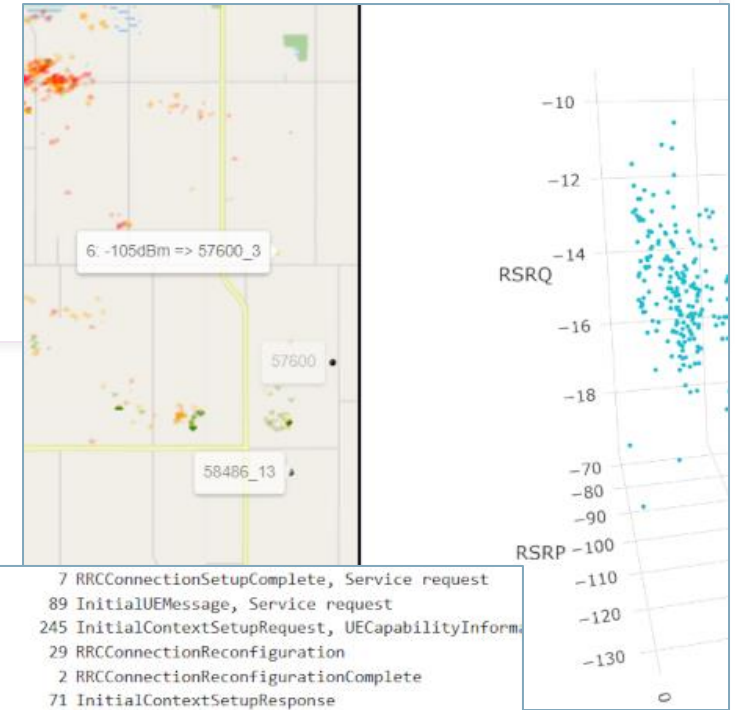 6: -105dBm => 57600_3
57600
58486_13
−10
−12
−14
RSRQ
−16
−18
−70
−80
−90
RSRP −100
−110
−120
−130
0
7 RRCConnectionSetupComplete, Service request
89 InitialUEMessage, Service request
245 InitialContextSetupRequest, UECapabilityInforma
29 RRCConnectionReconfiguration
2 RRCConnectionReconfigurationComplete
71 InitialContextSetupResponse